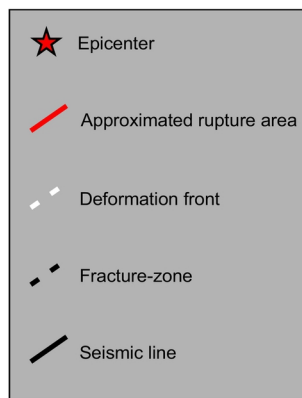 Epicenter
Approximated rupture area
Deformation front
Fracture-zone
Seismic line